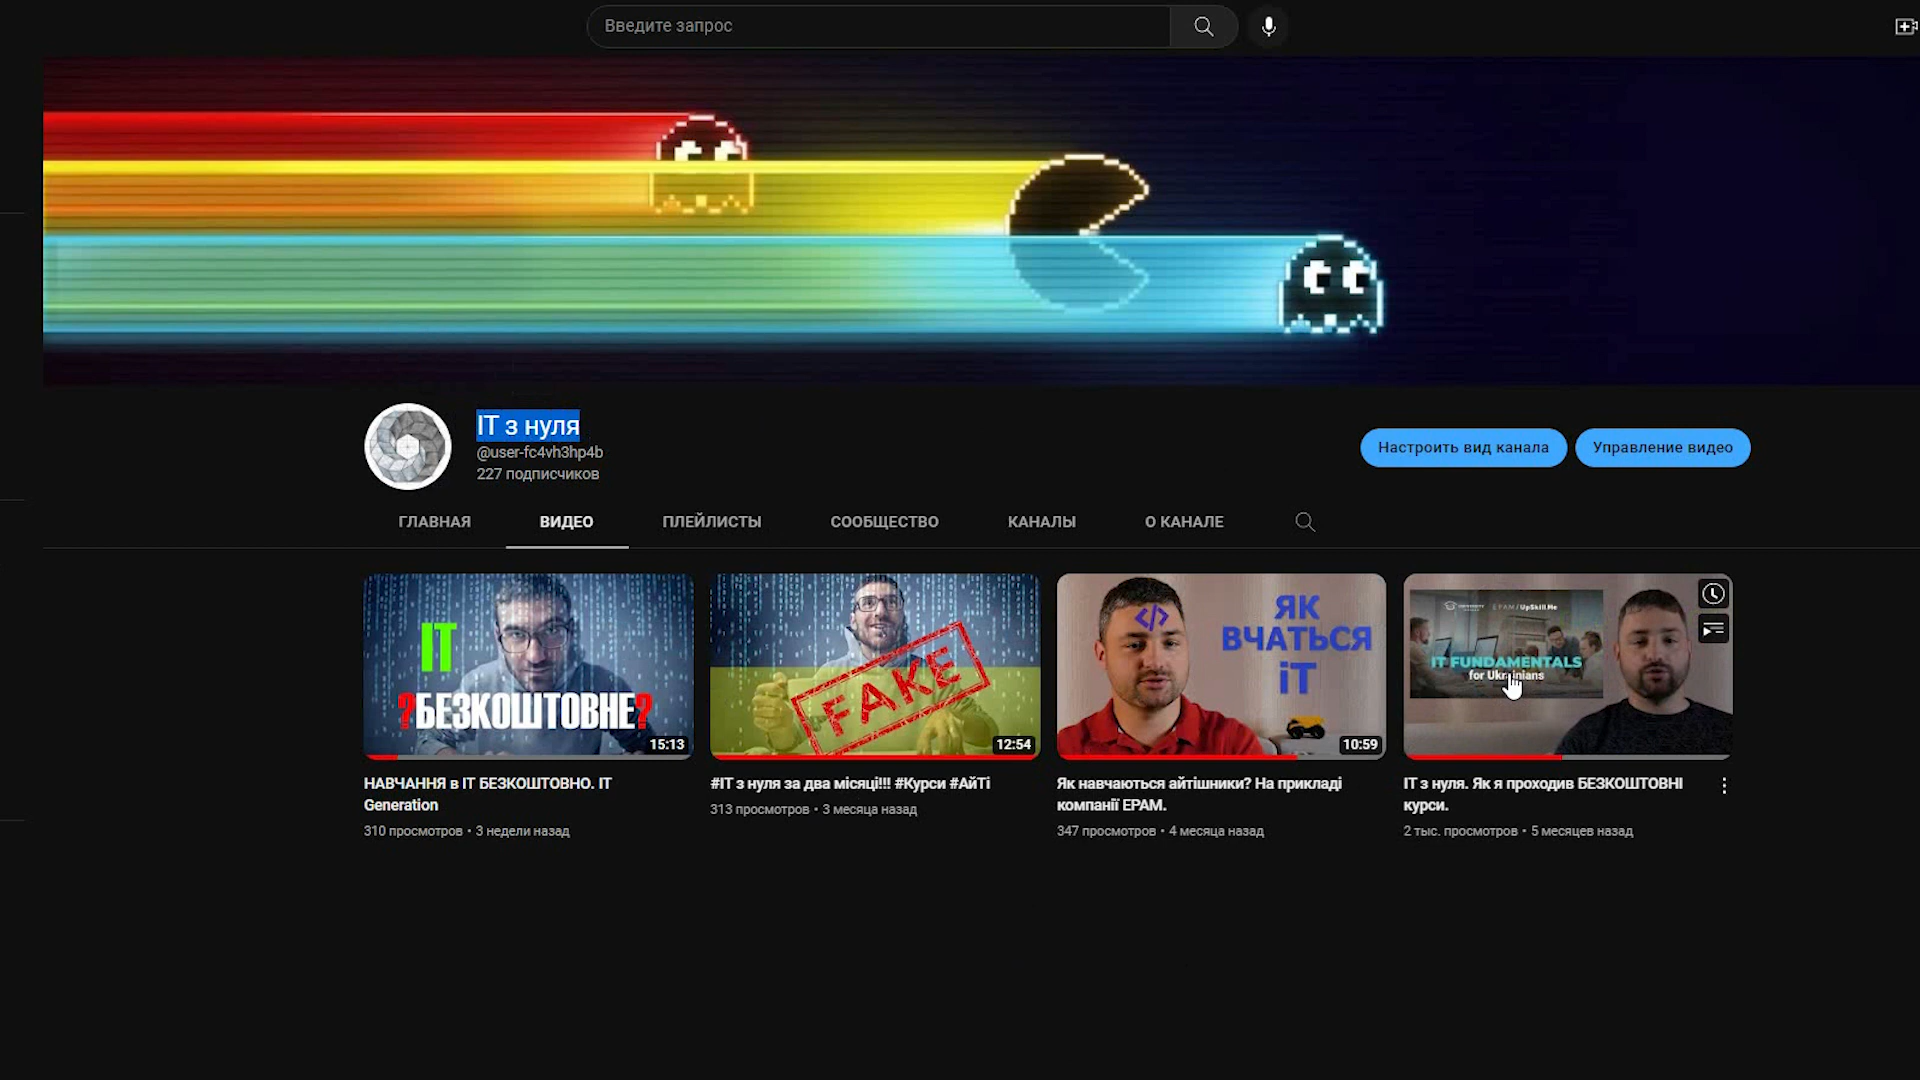 Введите запрос
IT з нуля
@user-fc4vh3hp4b
227 подписчиков
Настроить вид канала
Управление видео
ГЛАВНАЯ
ВИДЕО
ПЛЕЙЛИСТЫ
СООБЩЕСТВО
КАНАЛЫ
О КАНАЛЕ
IT
?БЕЗКОШТОВНЕ?
15:13
FAKE
12:54
</>
ЯК
ВЧАТЬСЯ
іТ
10:59
EPAM / UpSkill Me
IT FUNDAMENTALS
for Ukrainians
НАВЧАННЯ в IT БЕЗКОШТОВНО. IT
Generation
310 просмотров • 3 недели назад
#IT з нуля за два місяці!!! #Курси #АйТі
313 просмотров • 3 месяца назад
Як навчаються айтішники? На прикладі
компанії EPAM.
347 просмотров • 4 месяца назад
IT з нуля. Як я проходив БЕЗКОШТОВНІ
курси.
2 тыс. просмотров • 5 месяцев назад